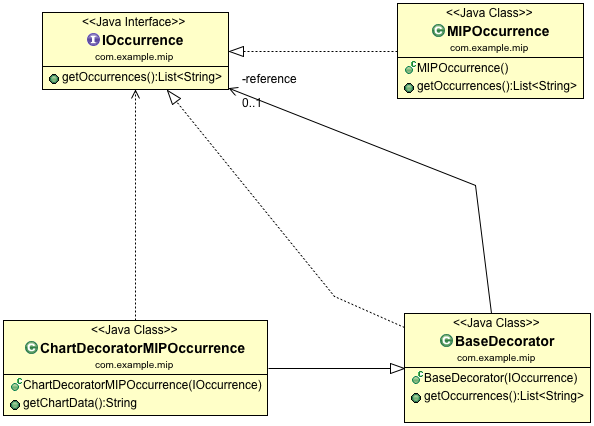 <<Java Interface>>
IOccurrence
com.example.mip
getOccurrences():List<String>
<<Java Class>>
MIPOccurrence
com.example.mip
MIPOccurrence()
getOccurrences():List<String>
-reference
0..1
<<Java Class>>
ChartDecoratorMIPOccurrence
com.example.mip
ChartDecoratorMIPOccurrence(IOccurrence)
getChartData():String
<<Java Class>>
BaseDecorator
com.example.mip
BaseDecorator(IOccurrence)
getOccurrences():List<String>